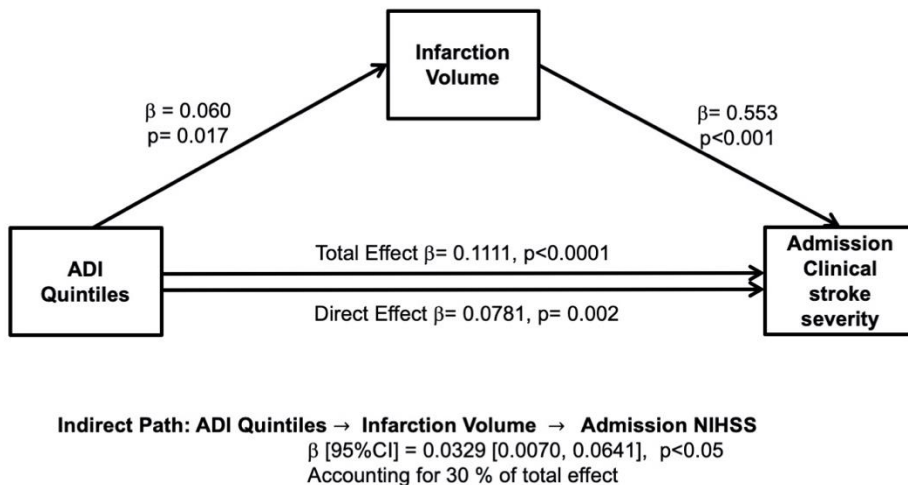 Infarction
Volume
β = 0.060
p= 0.017
β= 0.553
p<0.001
ADI
Quintiles
Total Effect β= 0.1111, p<0.0001
Direct Effect β= 0.0781, p= 0.002
Admission
Clinical
stroke
severity
Indirect Path: ADI Quintiles → Infarction Volume → Admission NIHSS
β [95%CI] = 0.0329 [0.0070, 0.0641], p<0.05
Accounting for 30 % of total effect